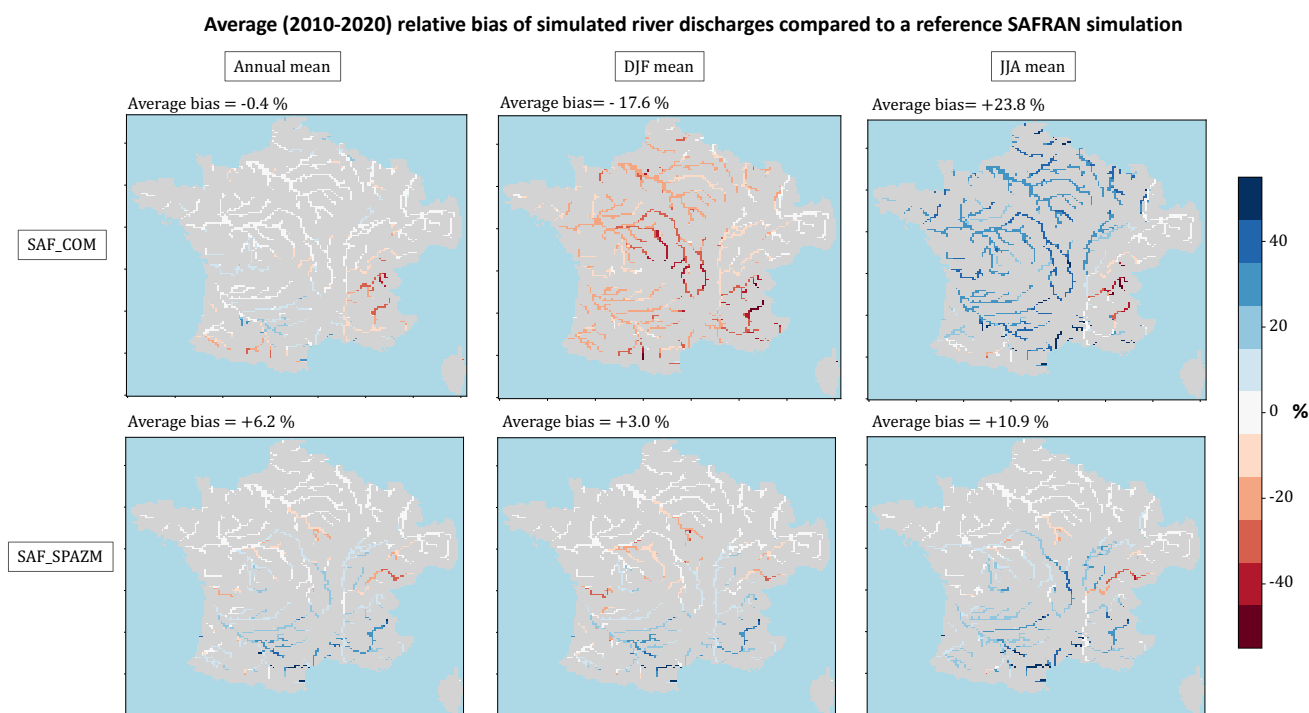 Average (2010-2020) relative bias of simulated river discharges compared to a reference SAFRAN simulation
Annual mean
DJF mean
JJA mean
Average bias = -0.4 %
Average bias= - 17.6 %
Average bias= +23.8 %
SAF_COM
40
20
0 %
-20
-40
Average bias = +6.2 %
Average bias = +3.0 %
Average bias = +10.9 %
SAF_SPAZM